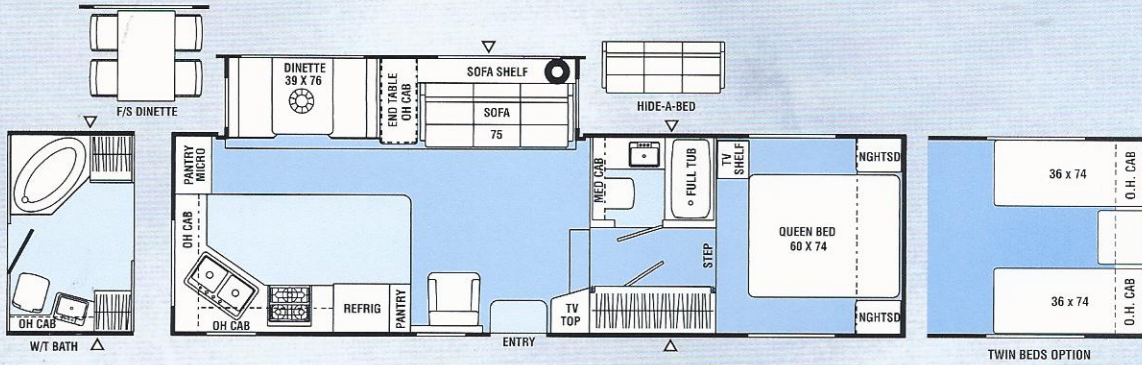 F/S DINETTE
DINETTE
39 X 76
END TABLE
OH CAB
SOFA SHELF
SOFA
75
HIDE-A-BED
W/T BATH
OH CAB
PANTRY
MICRO
OH CAB
OH CAB
REFRIG
PANTRY
ENTRY
TV
TOP
MED CAB
FULL TUB
STEP
TV
SHELF
NGHTSD
QUEEN BED
60 X 74
NGHTSD
36 x 74
O.H. CAB
36 x 74
O.H. CAB
TWIN BEDS OPTION